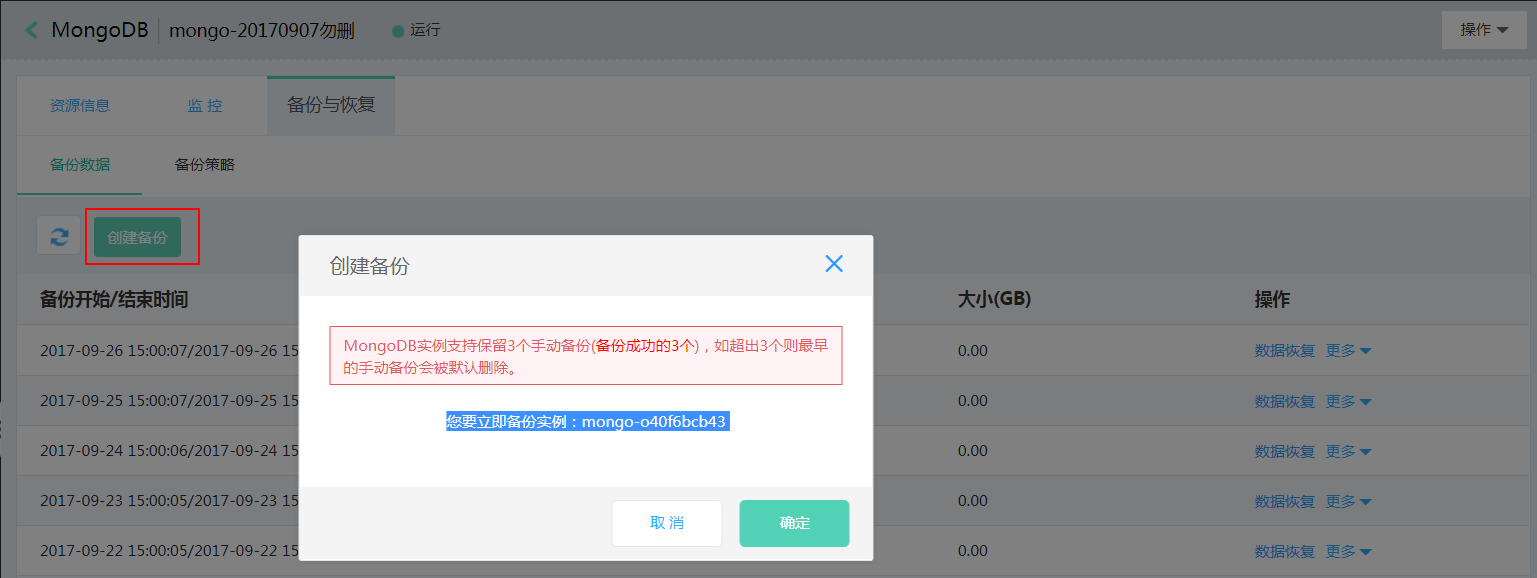 MongoDB mongo-20170907勿删 运行 操作
资源信息 监 控 备份与恢复
备份数据 备份策略
创建备份
创建备份
MongoDB实例支持保留3个手动备份(备份成功的3个)，如超出3个则最早
的手动备份会被默认删除。
您要立即备份实例：mongo-o40f6bcb43
取 消 确定
备份开始/结束时间 大小(GB) 操作
2017-09-26 15:00:07/2017-09-26 15 0.00 数据恢复 更多
2017-09-25 15:00:07/2017-09-25 15 0.00 数据恢复 更多
2017-09-24 15:00:06/2017-09-24 15 0.00 数据恢复 更多
2017-09-23 15:00:05/2017-09-23 15 0.00 数据恢复 更多
2017-09-22 15:00:05/2017-09-22 15 0.00 数据恢复 更多